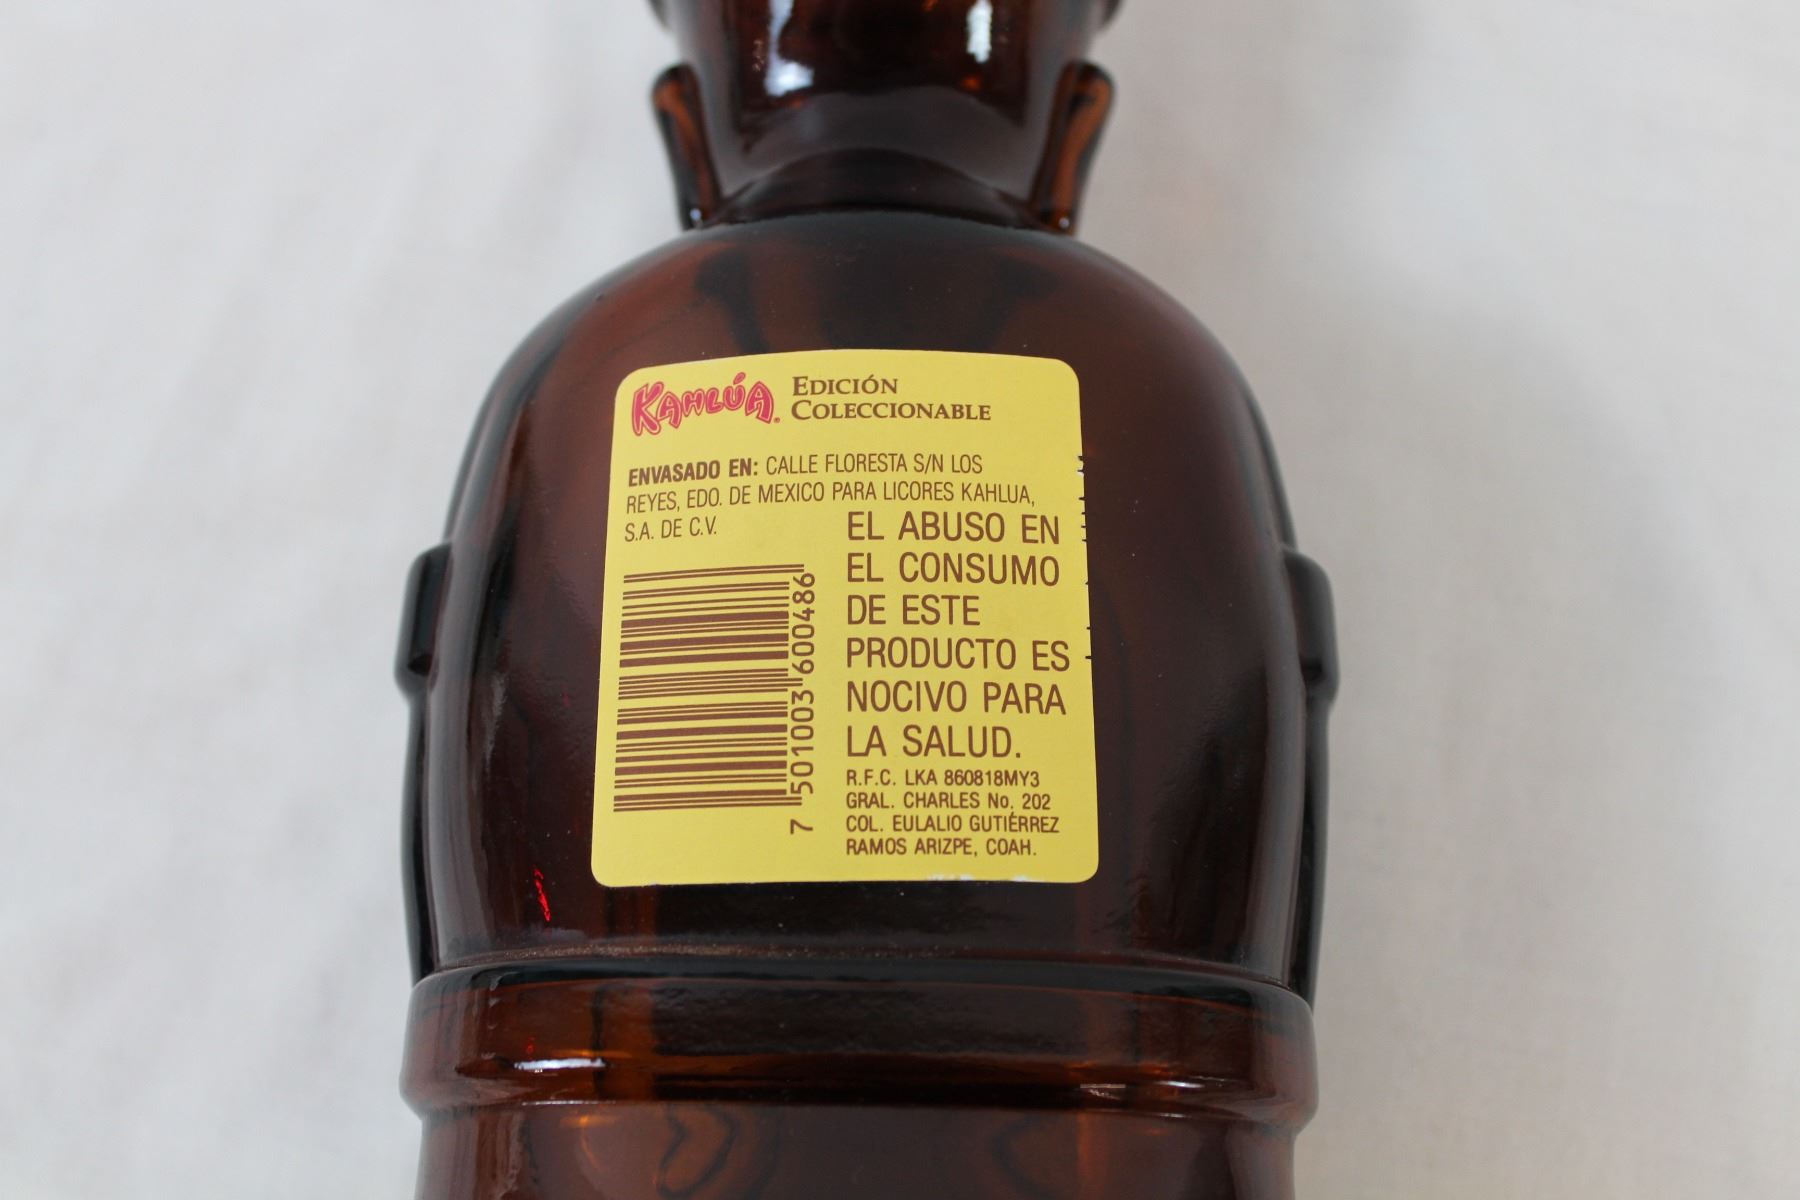 KAHLÚA®
EDICIÓN
COLECCIONABLE
ENVASADO EN: CALLE FLORESTA S/N LOS
REYES, EDO. DE MEXICO PARA LICORES KAHLUA,
S.A. DE C.V.
EL ABUSO EN
EL CONSUMO
DE ESTE
PRODUCTO ES
NOCIVO PARA
LA SALUD.
R.F.C. LKA 860818MY3
GRAL. CHARLES No. 202
COL. EULALIO GUTIÉRREZ
RAMOS ARIZPE, COAH.
7 501003 600486